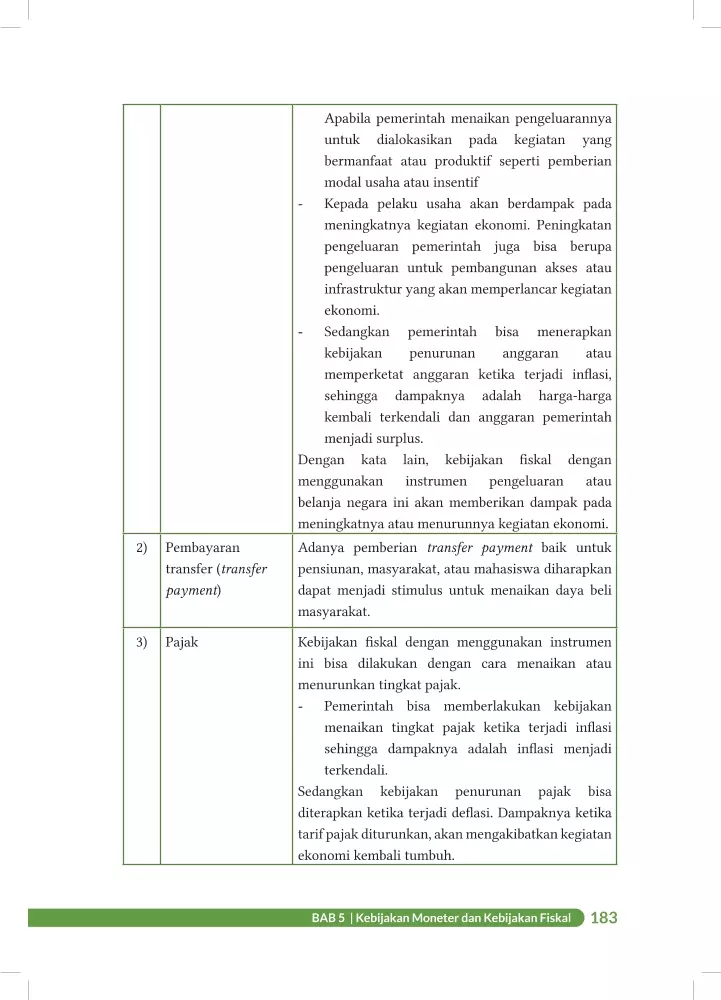 Apabila pemerintah menaikan pengeluarannya
untuk dialokasikan pada kegiatan yang
bermanfaat atau produktif seperti pemberian
modal usaha atau insentif
- Kepada pelaku usaha akan berdampak pada
meningkatnya kegiatan ekonomi. Peningkatan
pengeluaran pemerintah juga bisa berupa
pengeluaran untuk pembangunan akses atau
infrastruktur yang akan memperlancar kegiatan
ekonomi.
- Sedangkan pemerintah bisa menerapkan
kebijakan penurunan anggaran atau
memperketat anggaran ketika terjadi inflasi,
sehingga dampaknya adalah harga-harga
kembali terkendali dan anggaran pemerintah
menjadi surplus.
Dengan kata lain, kebijakan fiskal dengan
menggunakan instrumen pengeluaran atau
belanja negara ini akan memberikan dampak pada
meningkatnya atau menurunnya kegiatan ekonomi.
2) Pembayaran
transfer (transfer
payment)
Adanya pemberian transfer payment baik untuk
pensiunan, masyarakat, atau mahasiswa diharapkan
dapat menjadi stimulus untuk menaikan daya beli
masyarakat.
3) Pajak
Kebijakan fiskal dengan menggunakan instrumen
ini bisa dilakukan dengan cara menaikan atau
menurunkan tingkat pajak.
- Pemerintah bisa memberlakukan kebijakan
menaikan tingkat pajak ketika terjadi inflasi
sehingga dampaknya adalah inflasi menjadi
terkendali.
Sedangkan kebijakan penurunan pajak bisa
diterapkan ketika terjadi deflasi. Dampaknya ketika
tarif pajak diturunkan, akan mengakibatkan kegiatan
ekonomi kembali tumbuh.
BAB 5 | Kebijakan Moneter dan Kebijakan Fiskal 183